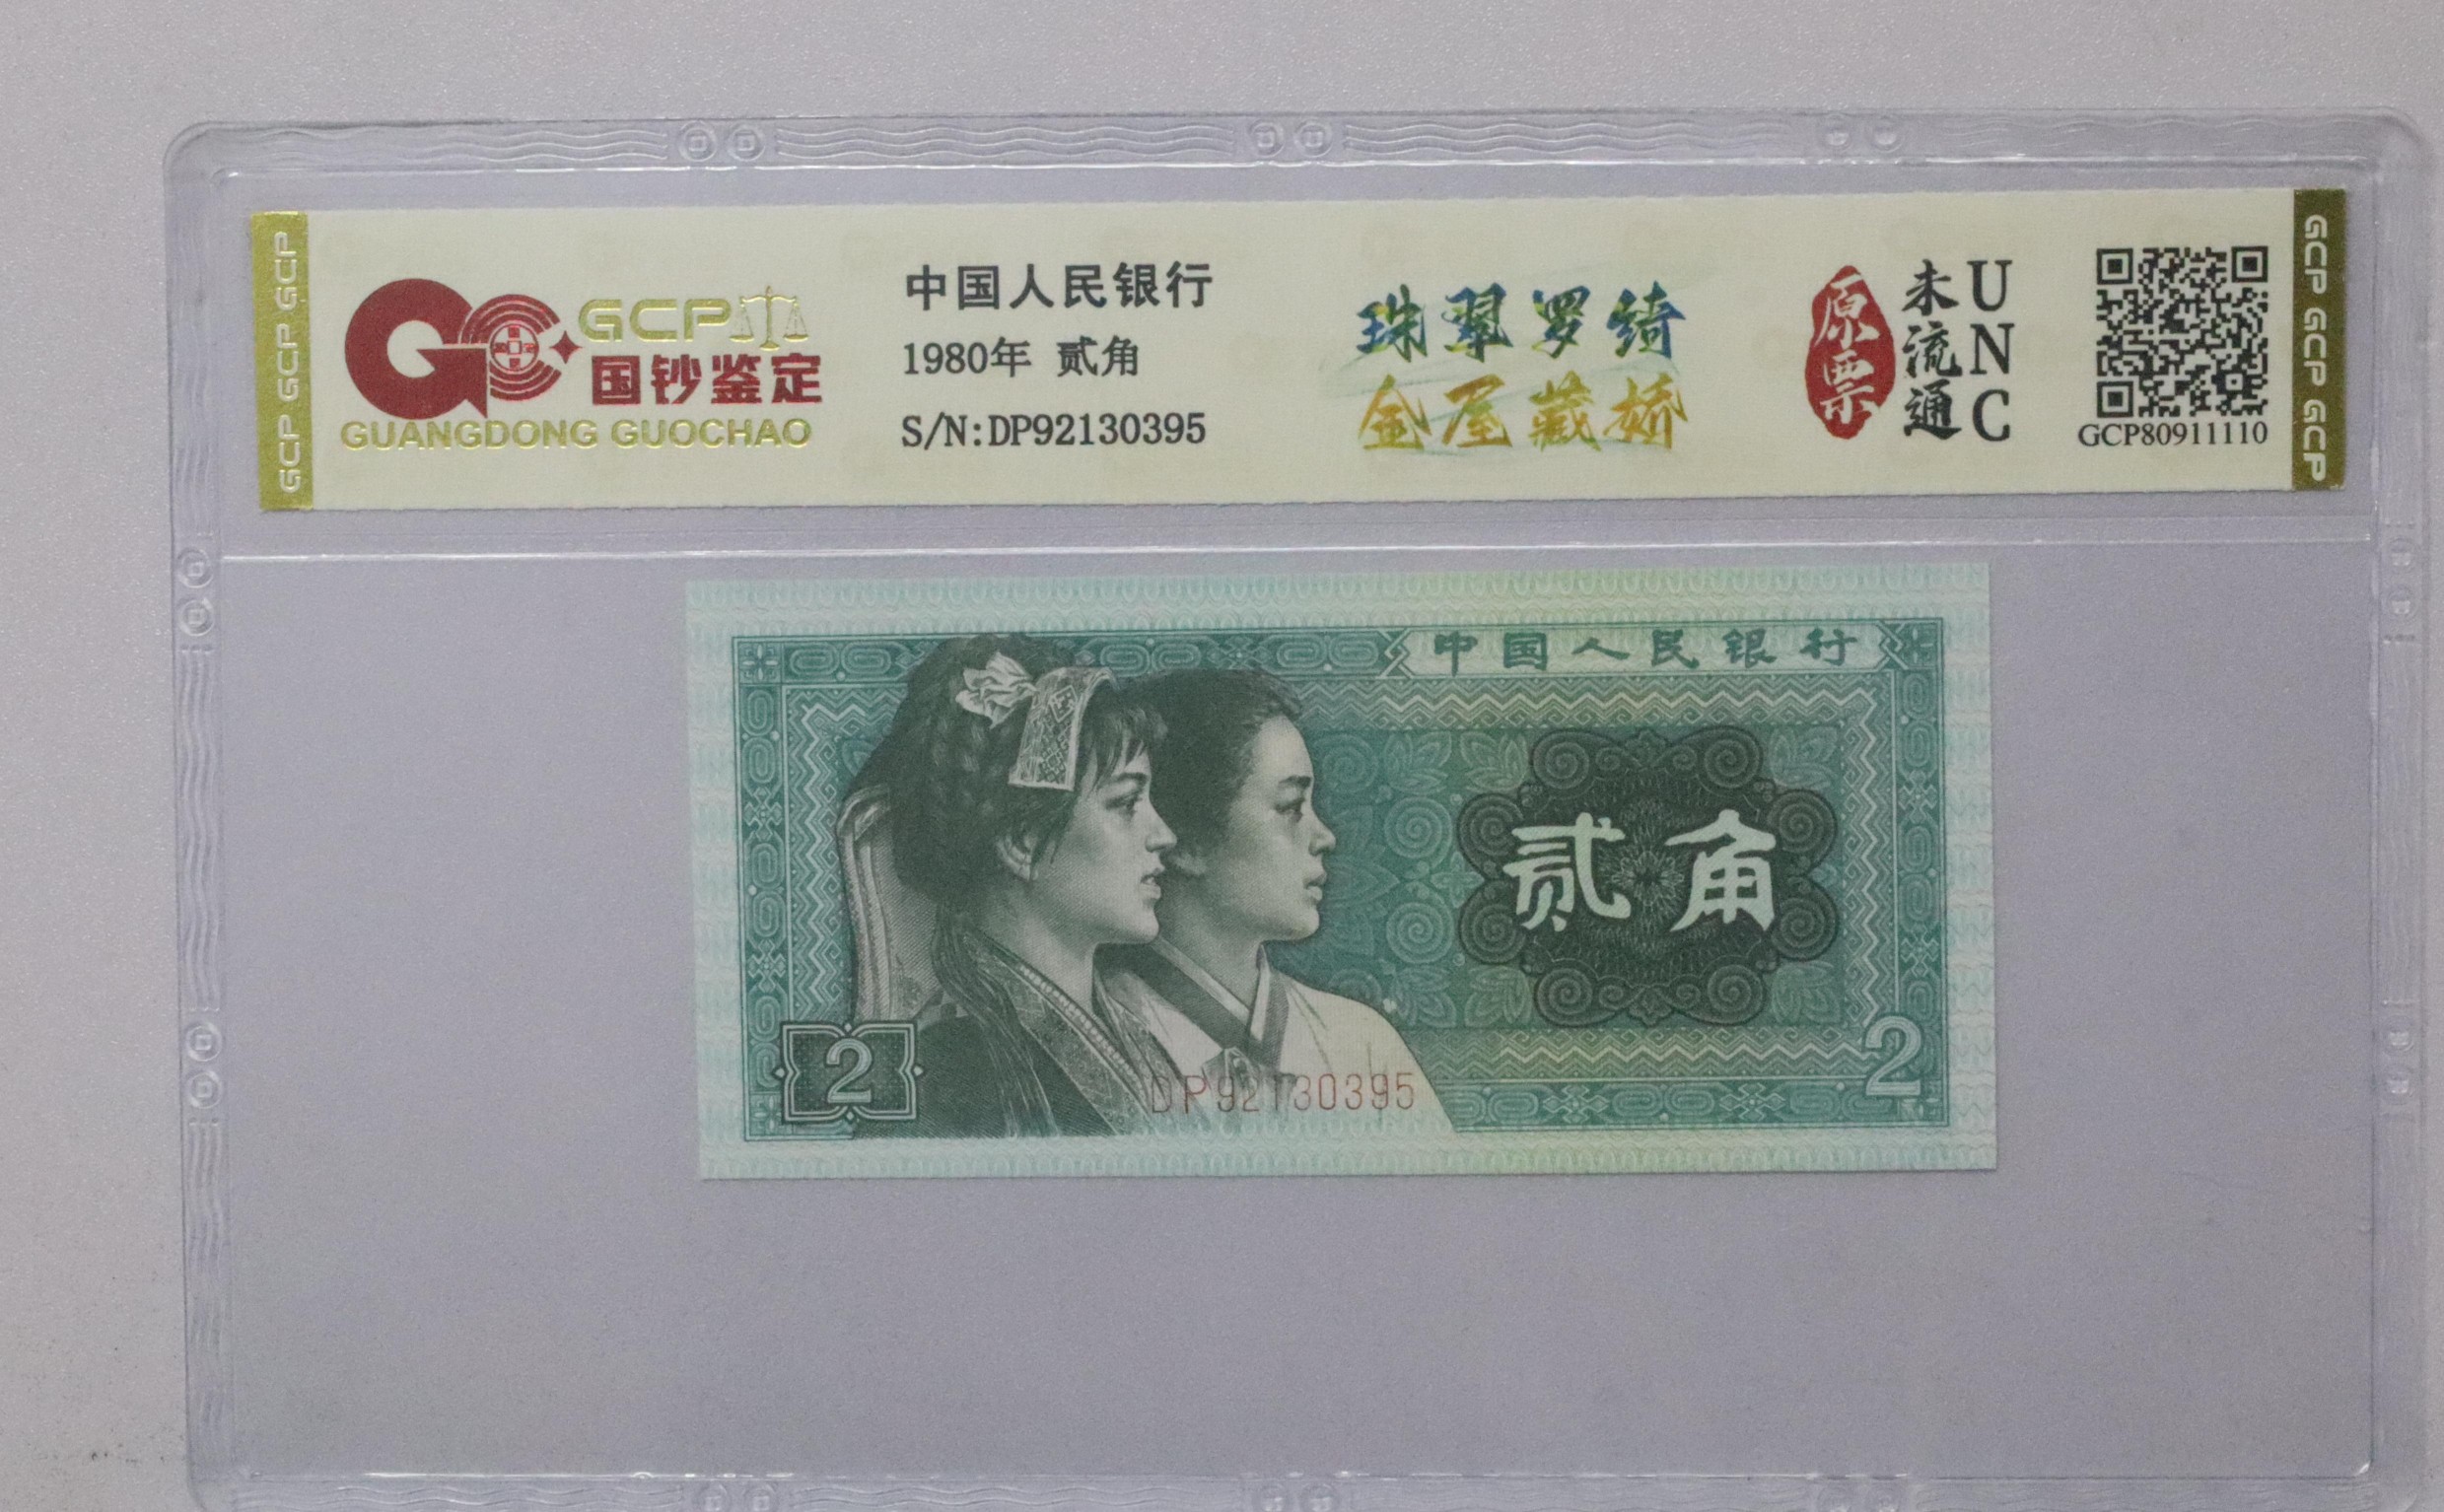 GCP GCP GCP
GCP
国钞鉴定
GUANGDONG GUOCHAO
中国人民银行
1980年 贰角
S/N:DP92130395
珠翠罗绮
金屋藏娇
原票
未流通
UNC
GCP80911110
GCP GCP GCP
中国人民银行
贰角
2
2
DP92130395